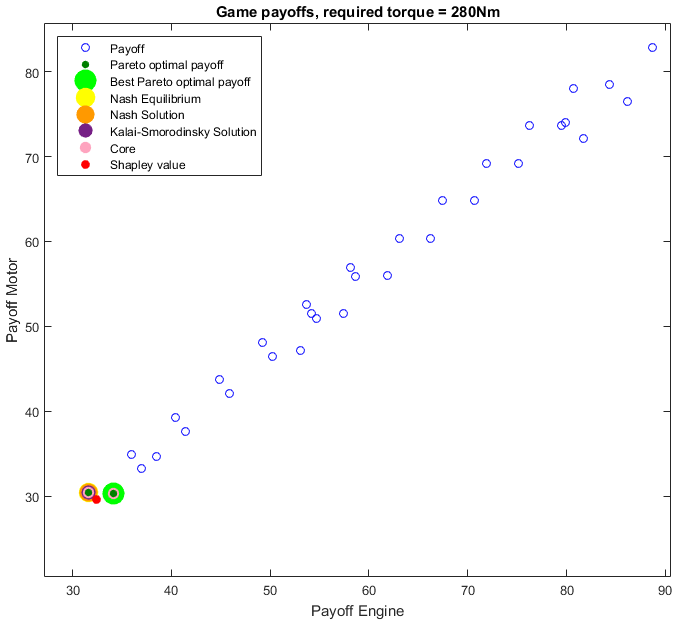 Game payoffs, required torque = 280Nm
Payoff
Pareto optimal payoff
Best Pareto optimal payoff
Nash Equilibrium
Nash Solution
Kalai-Smorodinsky Solution
Core
Shapley value
Payoff Motor
80
70
60
50
40
30
30 40 50 60 70 80 90
Payoff Engine